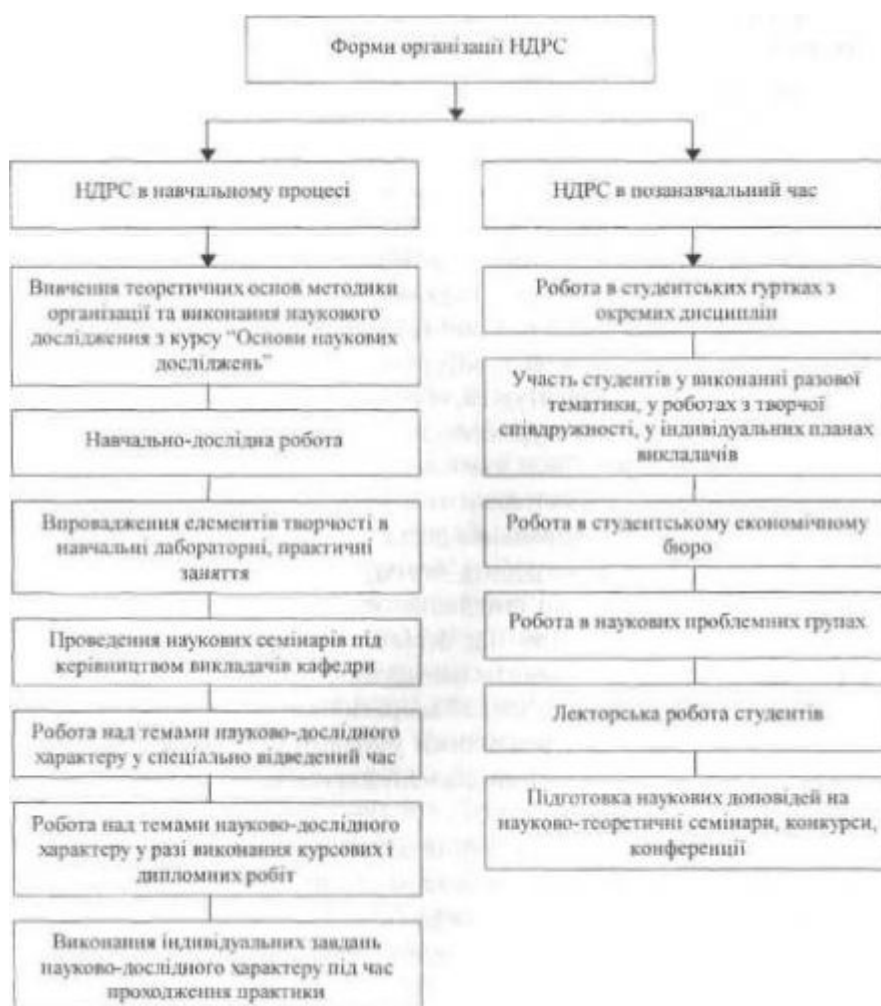 Форми організації НДРС
НДРС в навчальному процесі
НДРС в позанавчальний час
Вивчення теоретичних основ методики
організації та виконання наукового
дослідження з курсу “Основи наукових
досліджень”
Навчально-дослідна робота
Впровадження елементів творчості в
навчальні лабораторні, практичні
заняття
Проведення наукових семінарів під
керівництвом викладачів кафедри
Робота над темами науково-дослідного
характеру у спеціально відведений час
Робота над темами науково-дослідного
характеру у разі виконання курсових і
дипломних робіт
Виконання індивідуальних завдань
науково-дослідного характеру під час
проходження практики
Робота в студентських гуртках з
окремих дисциплін
Участь студентів у виконанні разової
тематики, у роботах з творчої
співдружності, у індивідуальних планах
викладачів
Робота в студентському економічному
бюро
Робота в наукових проблемних групах
Лекторська робота студентів
Підготовка наукових доповідей на
науково-теоретичні семінари, конкурси,
конференції